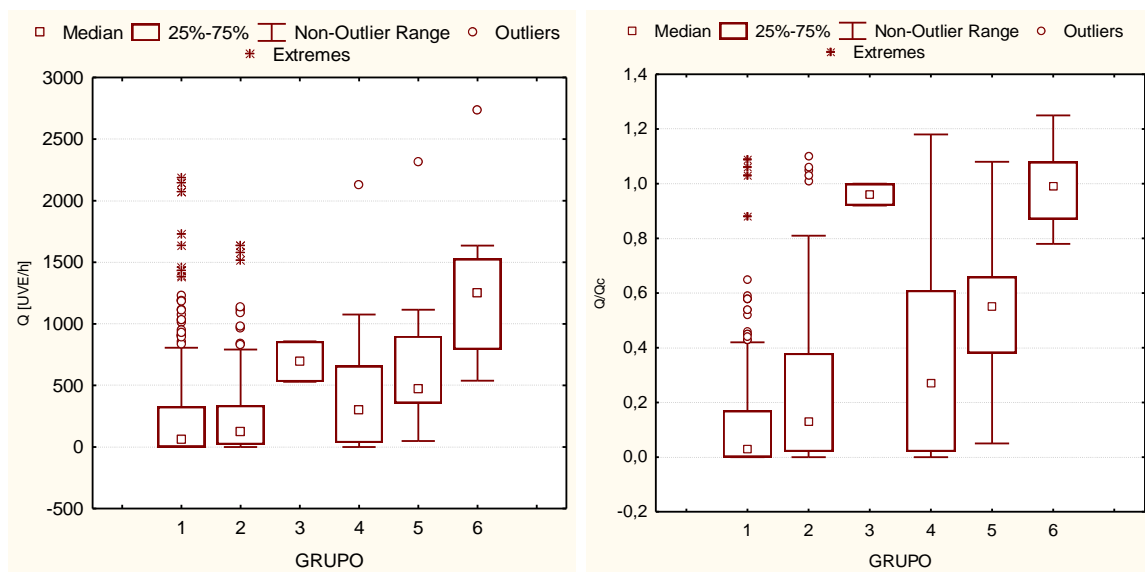 Median 25%-75% Non-Outlier Range Outliers
Extremes
Q [UVE/h]
3000
2500
2000
1500
1000
500
0
-500
1 2 3 4 5 6
GRUPO
Median 25%-75% Non-Outlier Range Outliers
Extremes
Q/Qc
1,4
1,2
1,0
0,8
0,6
0,4
0,2
0,0
-0,2
1 2 3 4 5 6
GRUPO